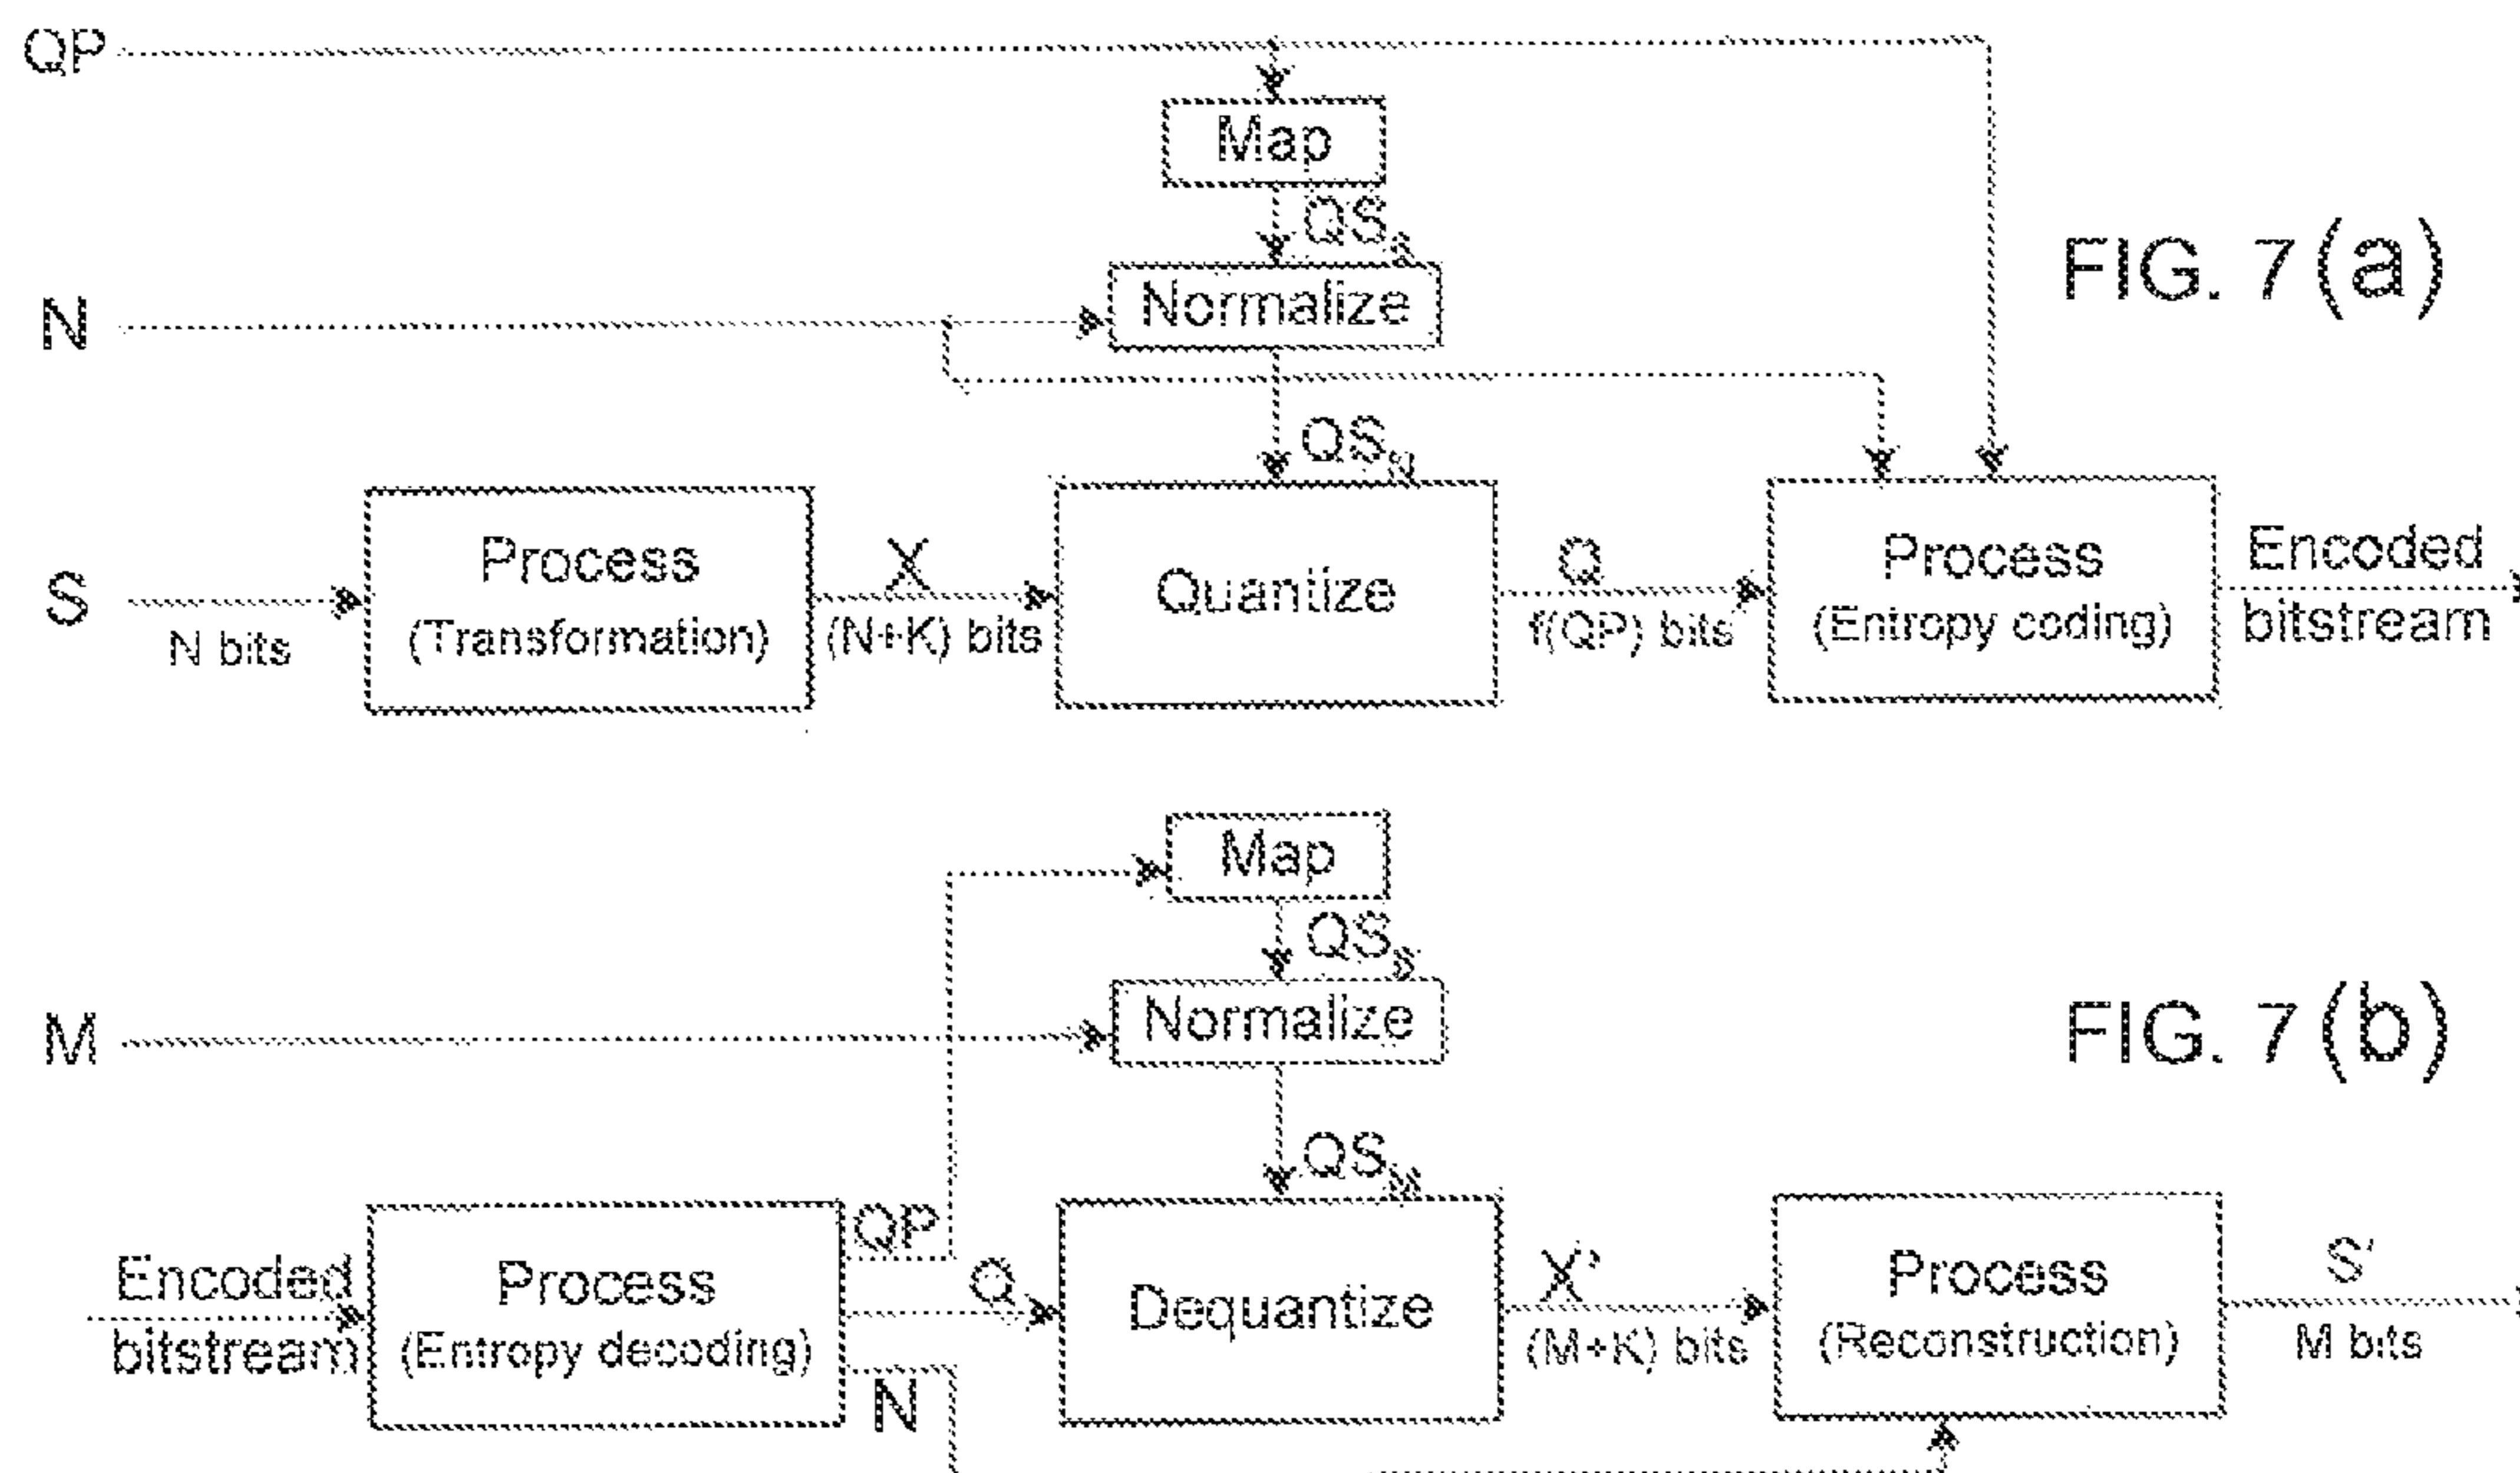 QP
Map
QS
N
Normalize
FIG. 7 (a)
QS
S
N bits
Process
(Transformation)
X
(N+K) bits
Quantize
Q
f(QP) bits
Process
(Entropy coding)
Encoded
bitstream
Map
QS
M
Normalize
FIG. 7 (b)
QS
Encoded
bitstream
Process
(Entropy decoding)
QP
Q
N
Dequantize
X'
(M+K) bits
Process
(Reconstruction)
S'
M bits